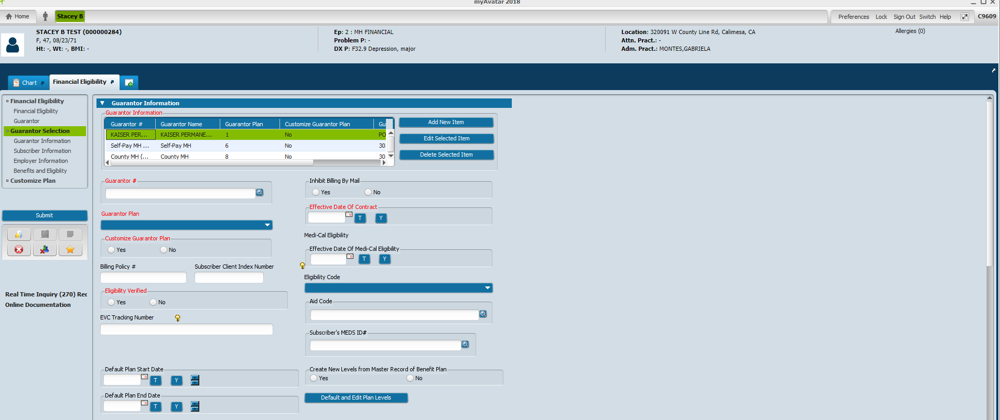 myAvatar 2018
Home
Stacey B
Preferences Lock Sign Out Switch Help
C9609
STACEY B TEST (000000284)
F, 47, 08/23/71
Ht: -, Wt: -, BMI: -
Ep: 2 : MH FINANCIAL
Problem P: -
DX P: F32.9 Depression, major
Location: 320091 W County Line Rd, Calimesa, CA
Attn. Pract.: -
Adm. Pract.: MONTES,GABRIELA
Allergies (0)
Chart
Financial Eligibility
Financial Eligibility
Financial Eligibility
Guarantor
Guarantor Selection
Guarantor Information
Subscriber Information
Employer Information
Benefits and Eligiblity
Customize Plan
Submit
Real Time Inquiry (270) Rec
Online Documentation
Guarantor Information
Guarantor Information
Guarantor # Guarantor Name Guarantor Plan Customize Guarantor Plan Gu
KAISER PER... KAISER PERMANE... 1 No PO
Self-Pay MH ... Self-Pay MH 6 No 30
County MH (... County MH 8 No 30
Add New Item
Edit Selected Item
Delete Selected Item
Guarantor #
Guarantor Plan
Customize Guarantor Plan
Yes No
Billing Policy #
Subscriber Client Index Number
Eligibility Verified
Yes No
EVC Tracking Number
Default Plan Start Date
T Y
Default Plan End Date
T Y
Inhibit Billing By Mail
Yes No
Effective Date Of Contract
T Y
Medi-Cal Eligibility
Effective Date Of Medi-Cal Eligibility
T Y
Eligibility Code
Aid Code
Subscriber's MEDS ID#
Create New Levels from Master Record of Benefit Plan
Yes No
Default and Edit Plan Levels